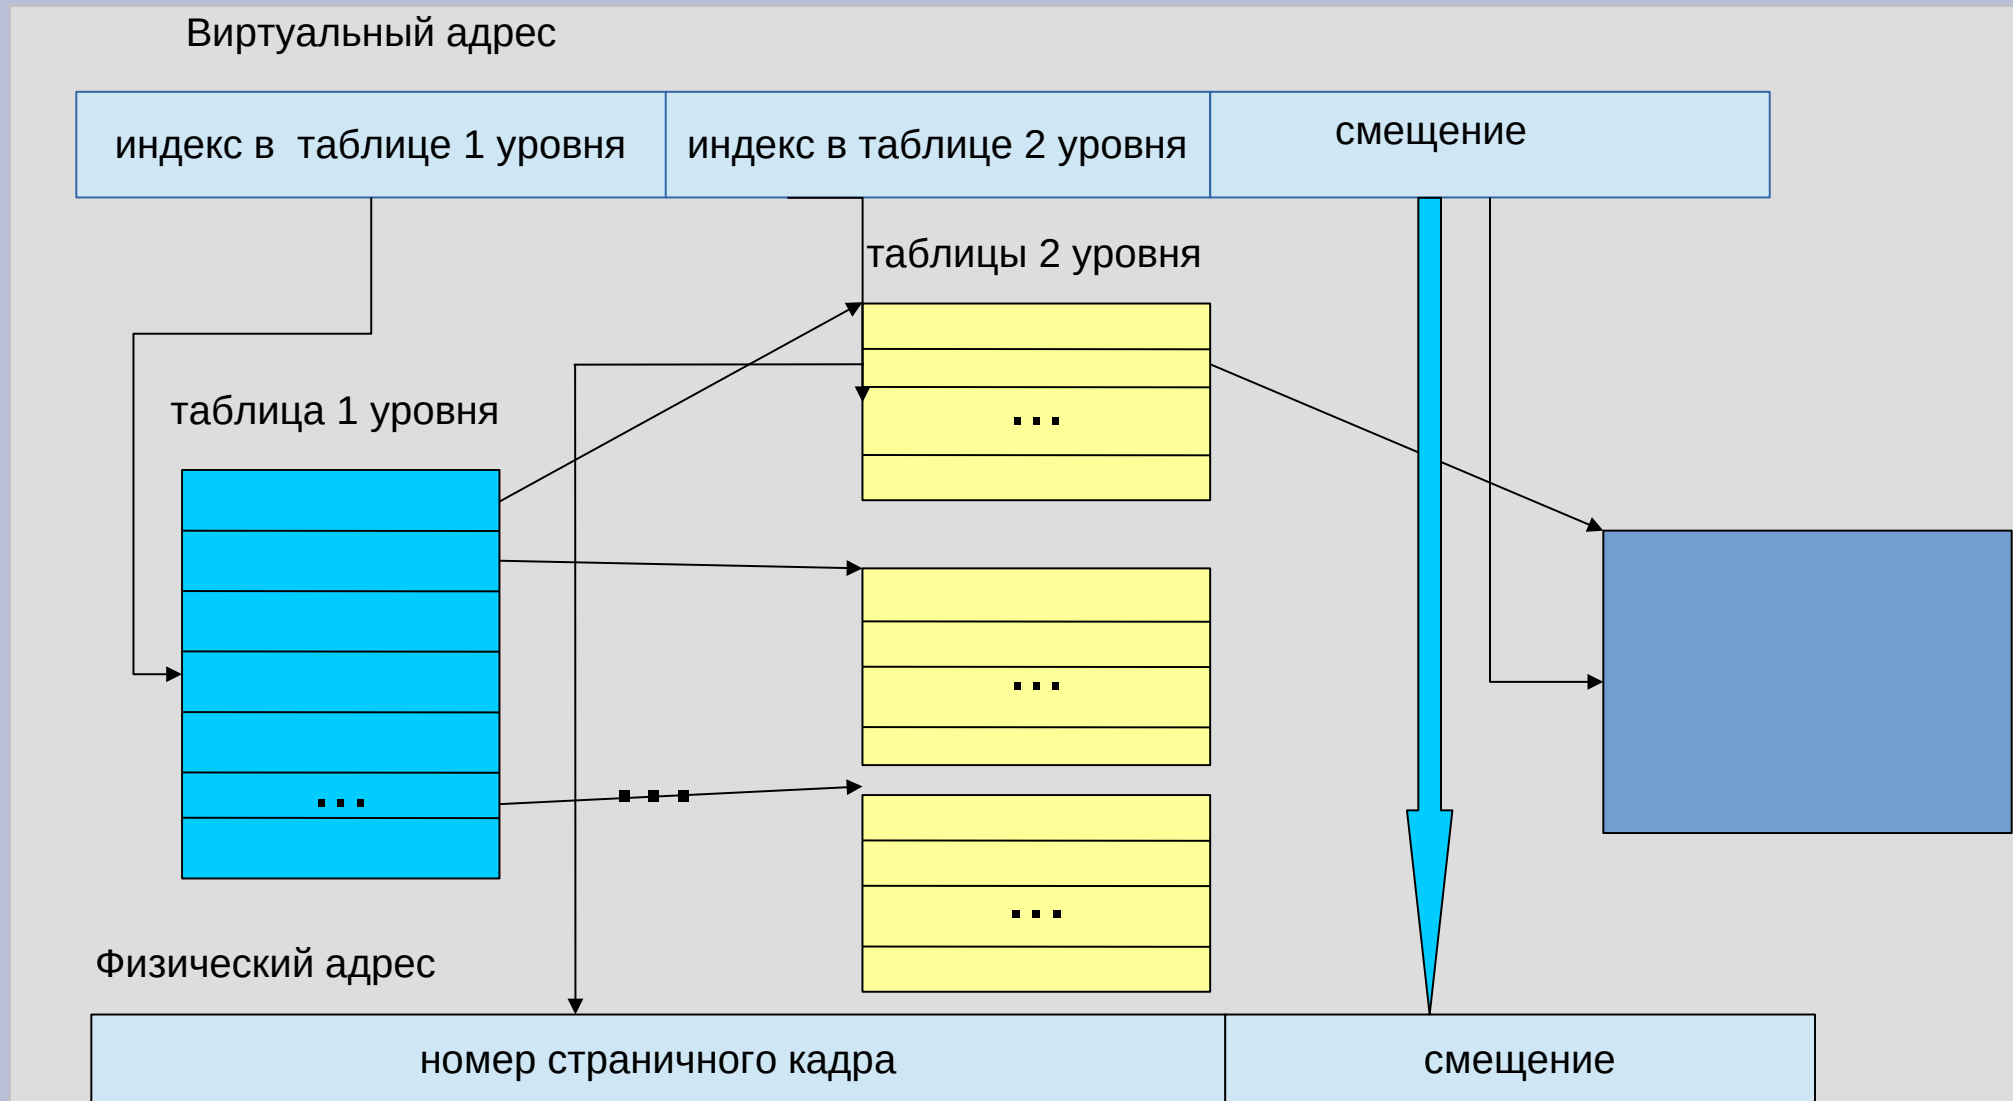 Виртуальный адрес
индекс в таблице 1 уровня
индекс в таблице 2 уровня
смещение
таблицы 2 уровня
таблица 1 уровня
...
...
...
...
...
Физический адрес
номер страничного кадра
смещение